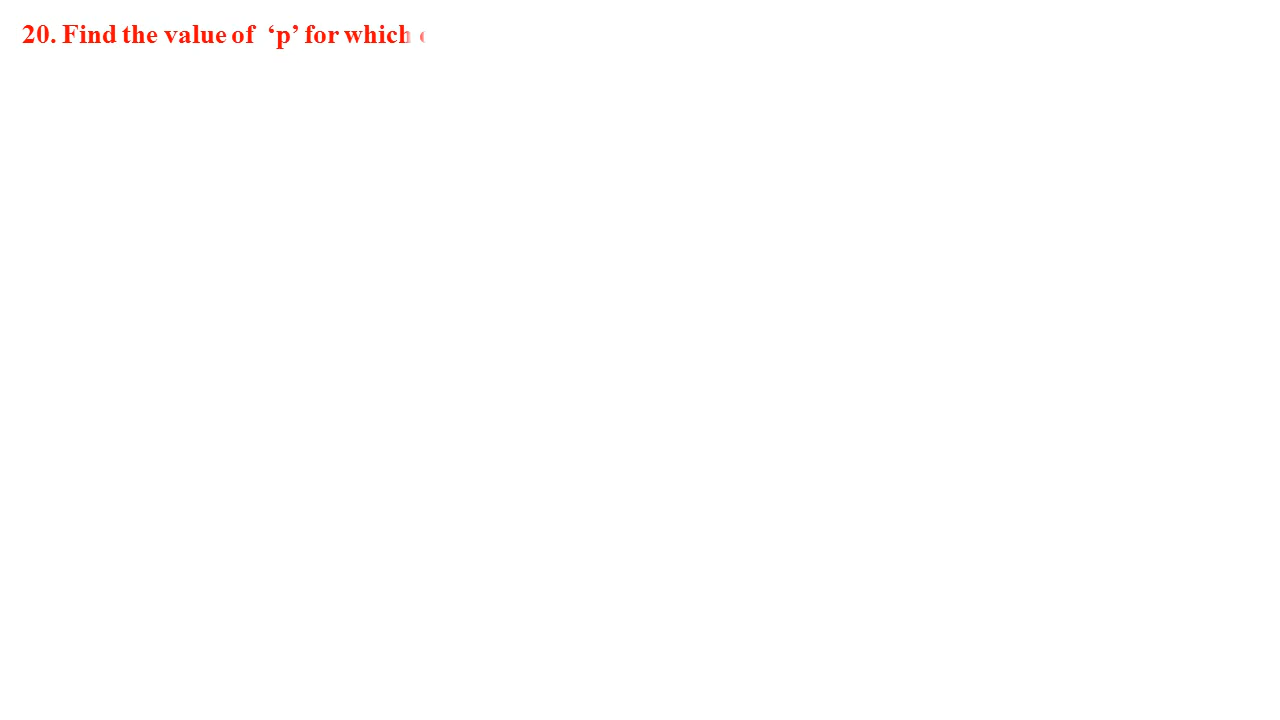 20. Find the value of ‘p’ for which